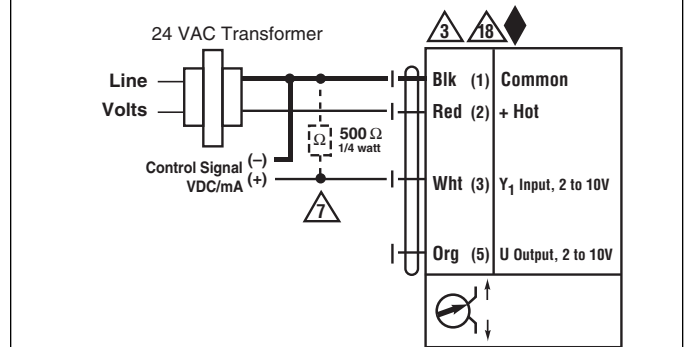 24 VAC Transformer
Line
Volts
Control Signal (–)
VDC/mA (+)
Ω
500 Ω
1/4 watt
7
3
18
Blk (1) Common
Red (2) + Hot
Wht (3) Y1 Input, 2 to 10V
Org (5) U Output, 2 to 10V